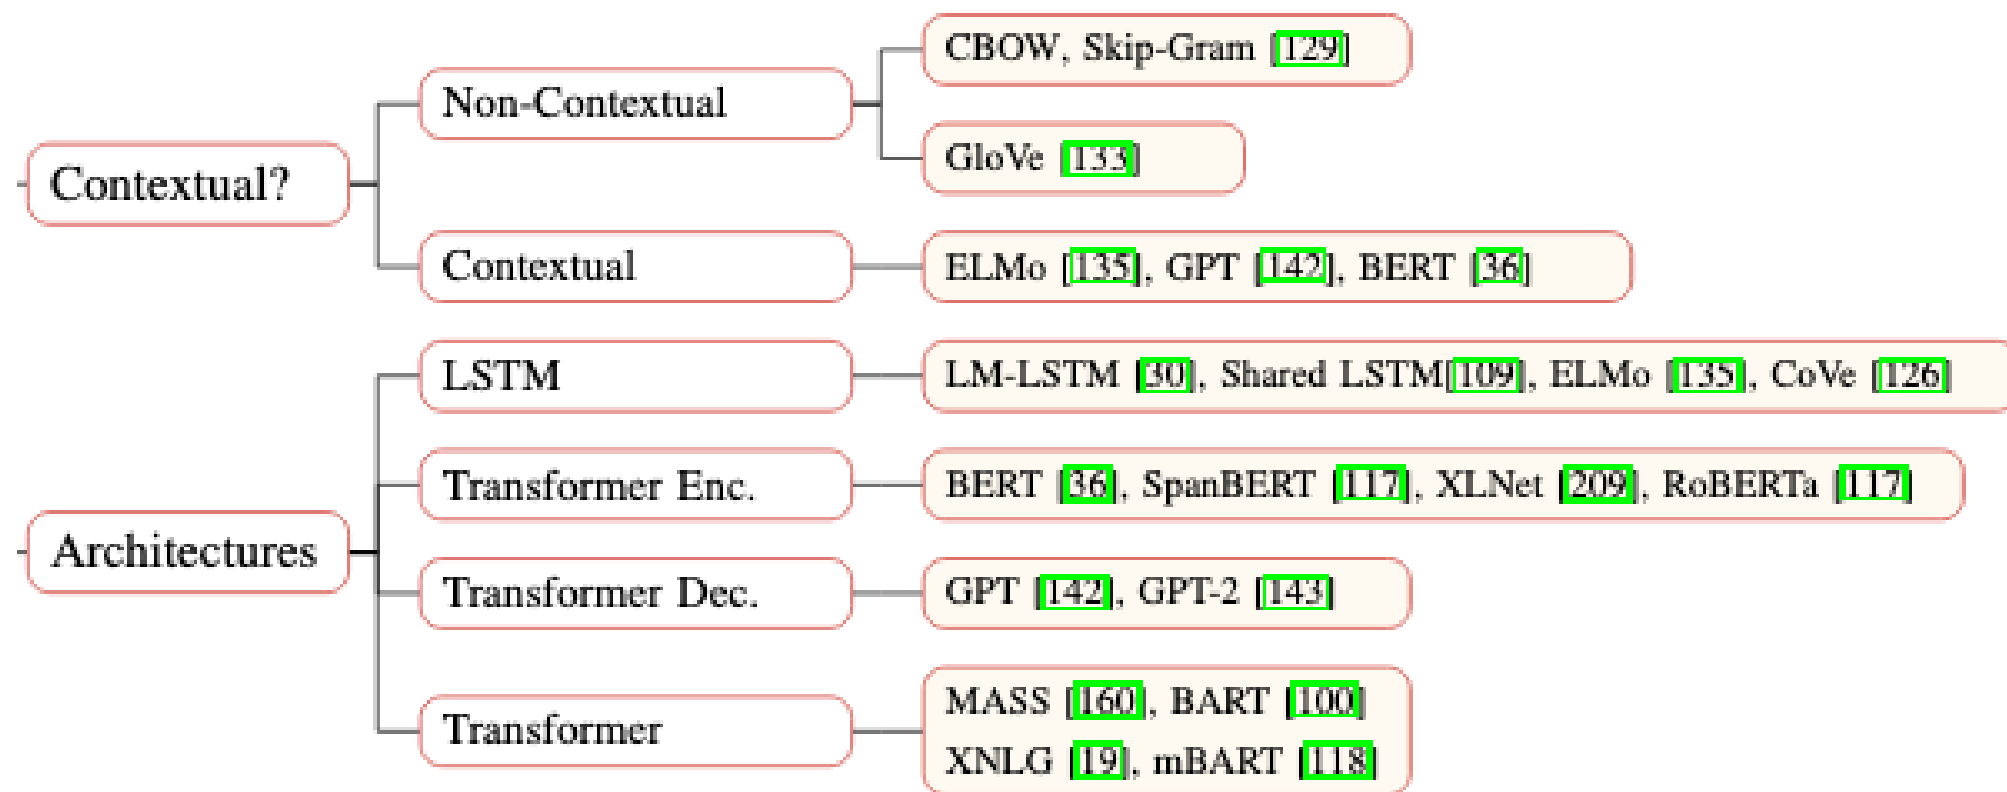 CBOW, Skip-Gram [129]
Non-Contextual
GloVe [133]
Contextual?
Contextual
ELMo [135], GPT [142], BERT [36]
LSTM
LM-LSTM [30], Shared LSTM[109], ELMo [135], CoVe [126]
Transformer Enc.
BERT [36], SpanBERT [117], XLNet [209], RoBERTa [117]
Architectures
Transformer Dec.
GPT [142], GPT-2 [143]
Transformer
MASS [160], BART [100]
XNLG [19], mBART [118]